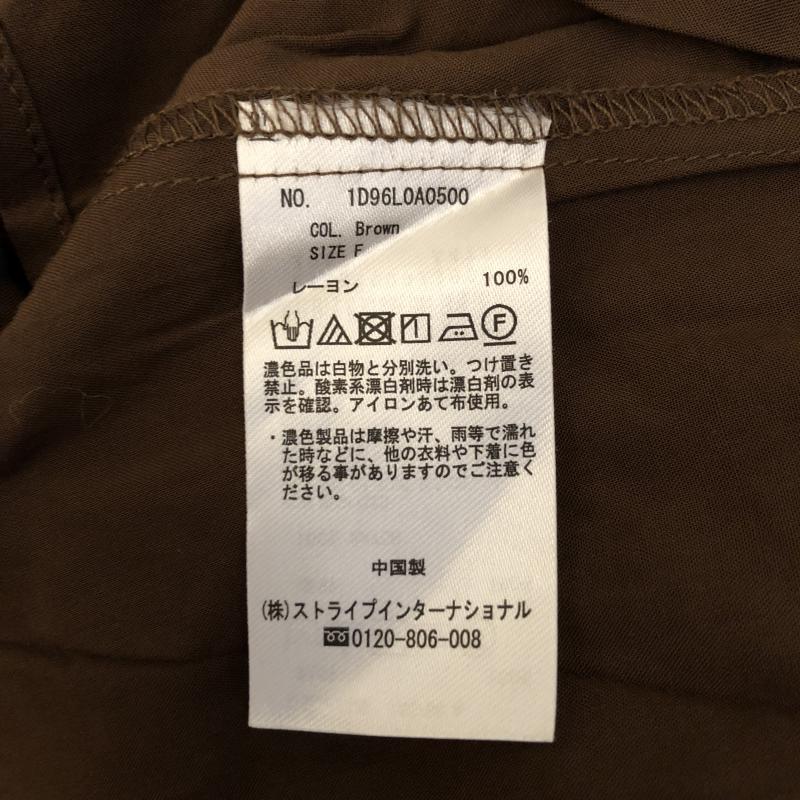 NO. 1D96L0A0500
COL. Brown
SIZE F
レーヨン 100%
F
濃色品は白物と分別洗い。つけ置き
禁止。酸素系漂白剤時は漂白剤の表
示を確認。アイロンあて布使用。
・濃色製品は摩擦や汗、雨等で濡れ
た時などに、他の衣料や下着に色
が移る事がありますのでご注意く
ださい。
中国製
(株)ストライプインターナショナル
0120-806-008